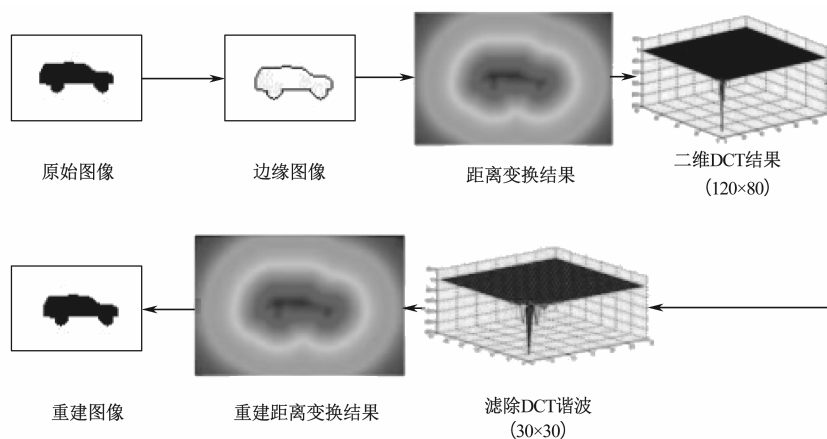 原始图像
边缘图像
距离变换结果
二维DCT结果
(120×80)
重建图像
重建距离变换结果
滤除DCT谐波
(30×30)